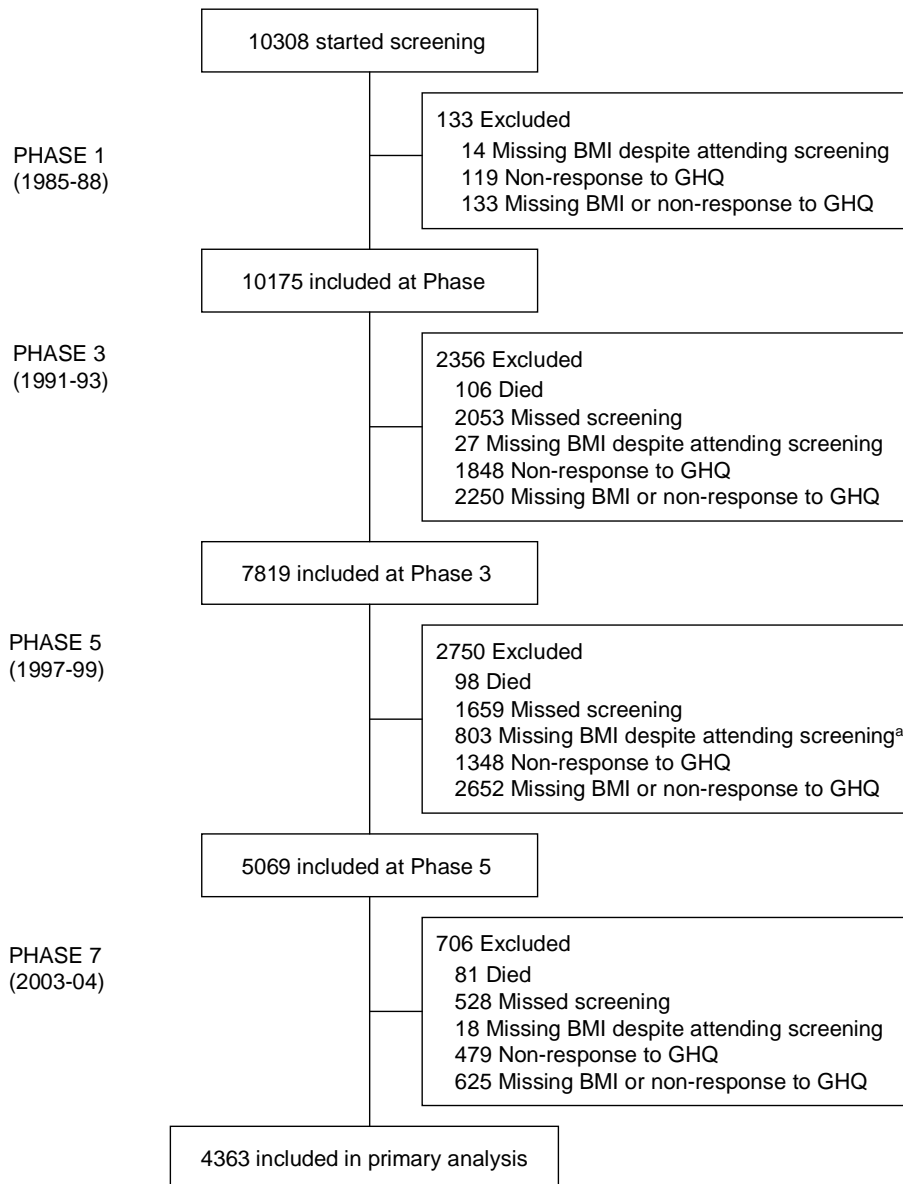 10308 started screening
133 Excluded
14 Missing BMI despite attending screening
119 Non-response to GHQ
133 Missing BMI or non-response to GHQ
PHASE 1
(1985-88)
10175 included at Phase
PHASE 3
(1991-93)
2356 Excluded
106 Died
2053 Missed screening
27 Missing BMI despite attending screening
1848 Non-response to GHQ
2250 Missing BMI or non-response to GHQ
7819 included at Phase 3
PHASE 5
(1997-99)
2750 Excluded
98 Died
1659 Missed screening
803 Missing BMI despite attending screeningᵃ
1348 Non-response to GHQ
2652 Missing BMI or non-response to GHQ
5069 included at Phase 5
PHASE 7
(2003-04)
706 Excluded
81 Died
528 Missed screening
18 Missing BMI despite attending screening
479 Non-response to GHQ
625 Missing BMI or non-response to GHQ
4363 included in primary analysis